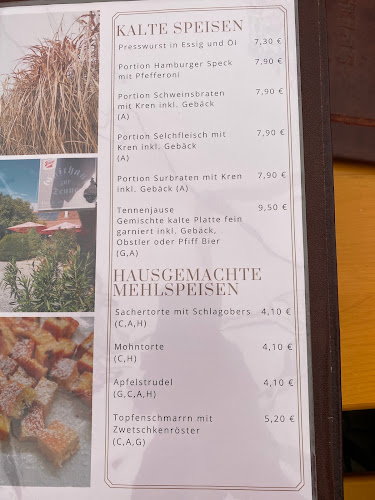 KALTE SPEISEN
Presswurst in Essig und Öl 7,30 €
Portion Hamburger Speck 7,90 €
mit Pfefferoni
Portion Schweinsbraten 7,90 €
mit Kren inkl. Gebäck
(A)
Portion Selchfleisch mit 7,90 €
Kren inkl. Gebäck
(A)
Portion Surbraten mit Kren 7,90 €
inkl. Gebäck (A)
Tennenjause 9,50 €
Gemischte kalte Platte fein
garniert inkl. Gebäck,
Obstler oder Pfiff Bier
(G,A)
HAUSGEMACHTE
MEHLSPEISEN
Sachertorte mit Schlagobers 4,10 €
(C,A,H)
Mohntorte 4,10 €
(C,H)
Apfelstrudel 4,10 €
(G,C,A,H)
Topfenschmarrn mit 5,20 €
Zwetschkenröster
(C,A,G)